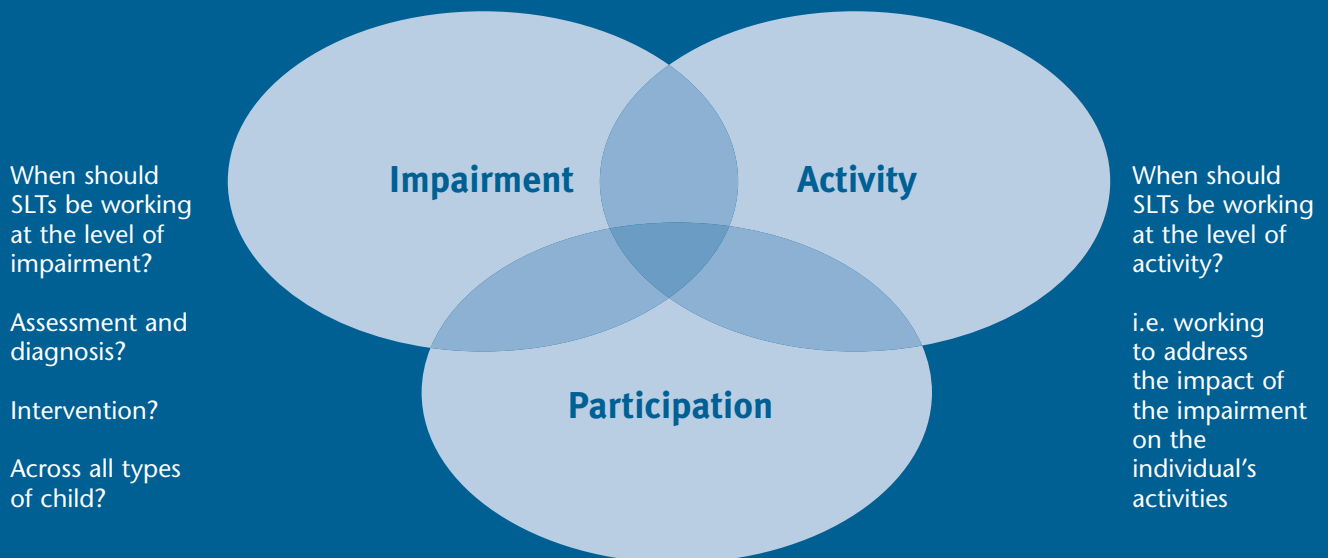 Impairment
Activity
Participation
When should
SLTs be working
at the level of
impairment?
Assessment and
diagnosis?
Intervention?
Across all types
of child?
When should
SLTs be working
at the level of
activity?
i.e. working
to address
the impact of
the impairment
on the
individual’s
activities